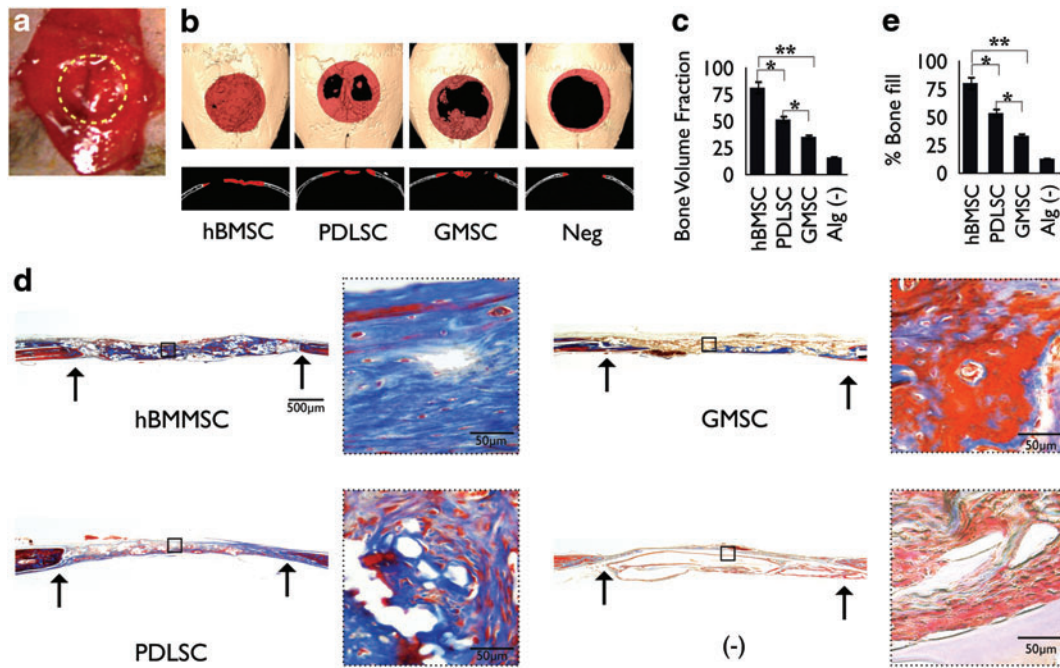 a
b
hBMSC PDLSC GMSC Neg
c
Bone Volume Fraction
100
75
50
25
0
** 
*
*
hBMSC
PDLSC
GMSC
Alg (-)
e
% Bone fill
100
75
50
25
0
**
*
*
hBMSC
PDLSC
GMSC
Alg (-)
d
500µm
hBMMSC
50µm
GMSC
50µm
PDLSC
50µm
(-)
50µm